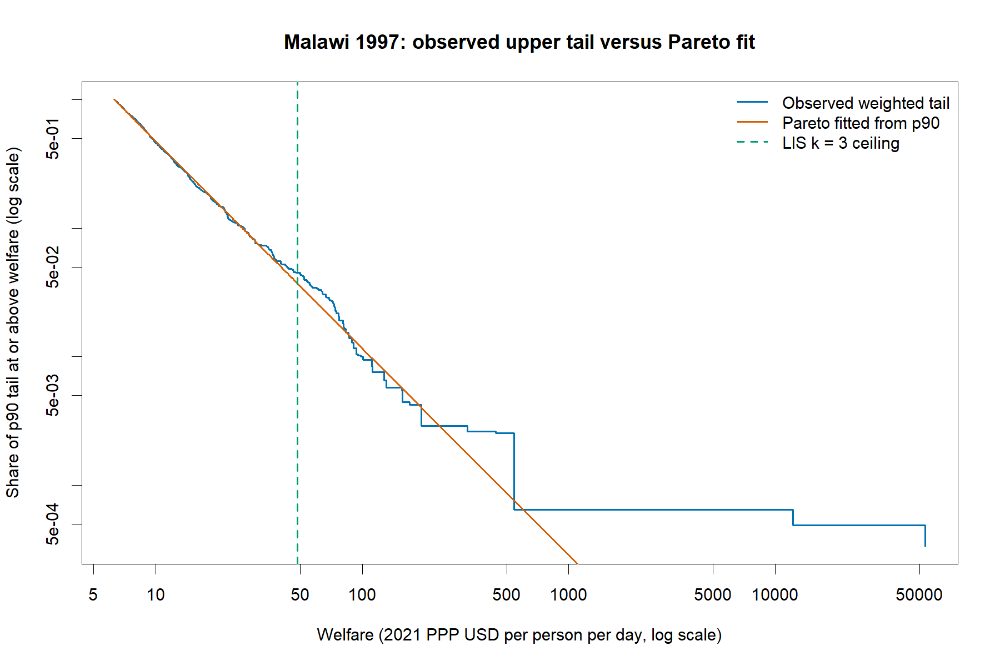 Malawi 1997: observed upper tail versus Pareto fit
Observed weighted tail
Pareto fitted from p90
LIS k = 3 ceiling
Share of p90 tail at or above welfare (log scale)
5e-01
5e-02
5e-03
5e-04
5 10 50 100 500 1000 5000 10000 50000
Welfare (2021 PPP USD per person per day, log scale)